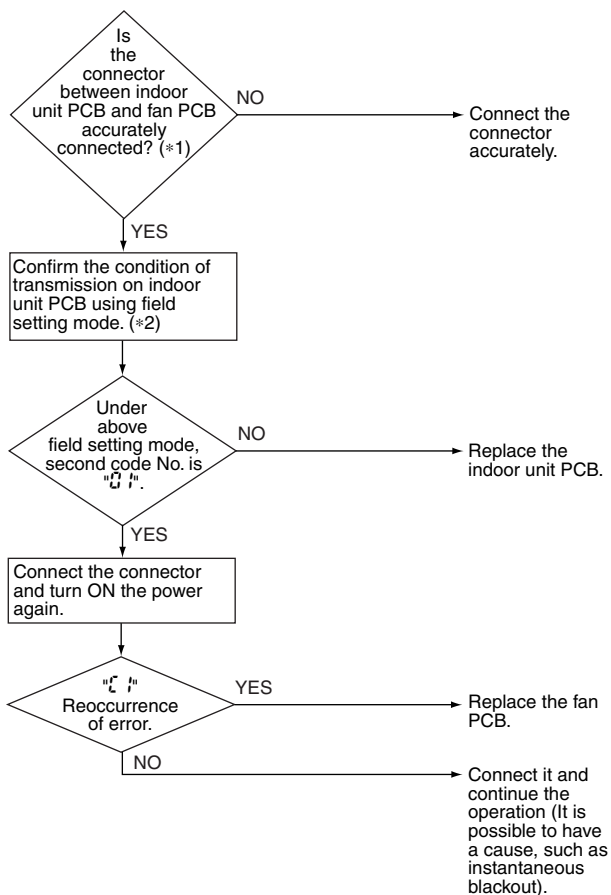 Is
the
connector
between indoor
unit PCB and fan PCB
accurately
connected? (*1)
NO
Connect the
connector
accurately.
YES
Confirm the condition of
transmission on indoor
unit PCB using field
setting mode. (*2)
Under
above
field setting mode,
second code No. is
"01".
NO
Replace the
indoor unit PCB.
YES
Connect the connector
and turn ON the power
again.
"C1"
Reoccurrence
of error.
YES
Replace the fan
PCB.
NO
Connect it and
continue the
operation (It is
possible to have
a cause, such as
instantaneous
blackout).